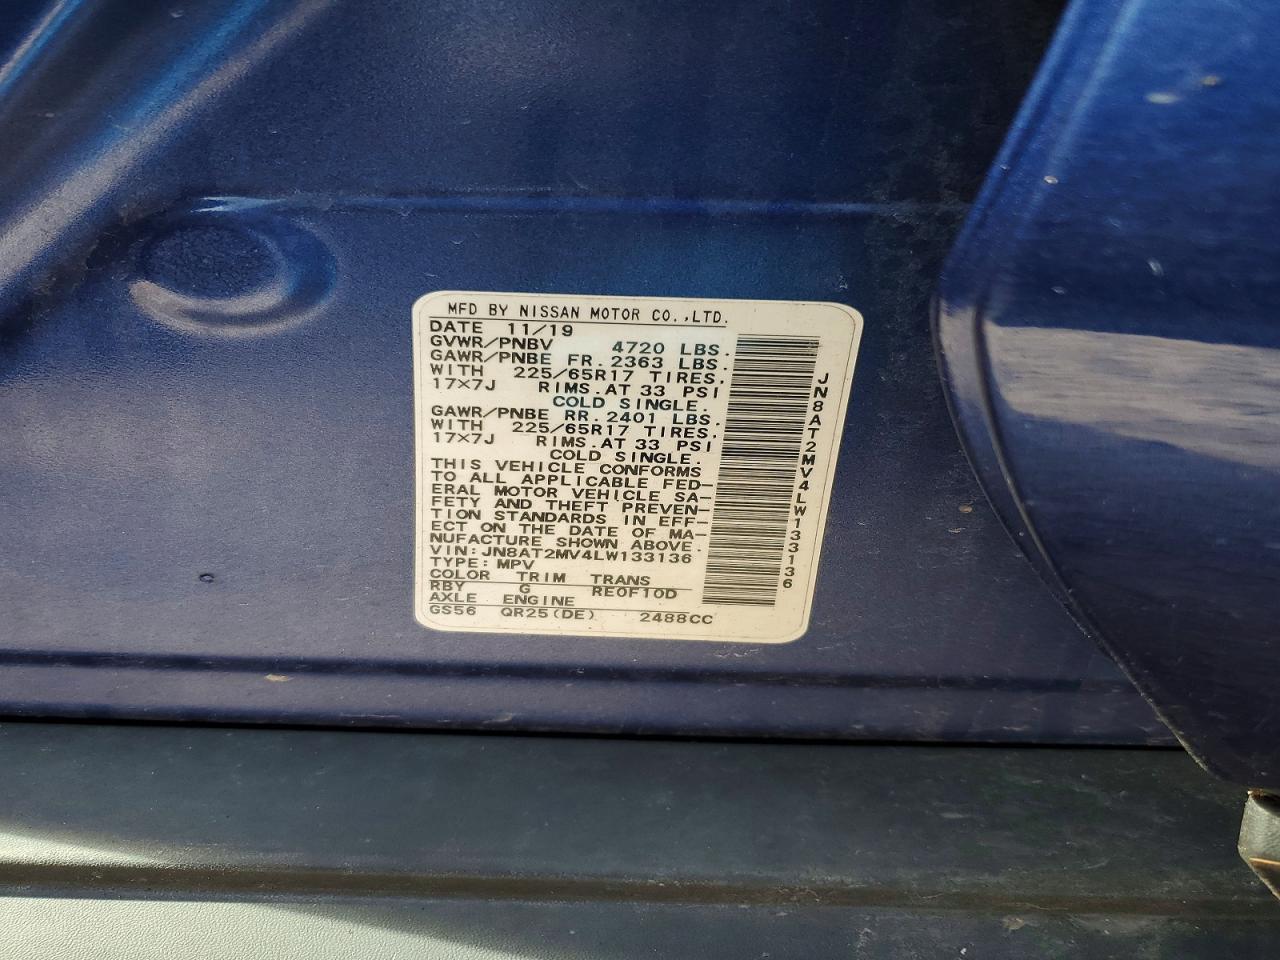 MFD BY NISSAN MOTOR CO.,LTD.
DATE 11/19
GVWR/PNBV 4720 LBS.
GAWR/PNBE FR. 2363 LBS.
WITH 225/65R17 TIRES.
17×7J RIMS. AT 33 PSI
COLD SINGLE.
GAWR/PNBE RR. 2401 LBS.
WITH 225/65R17 TIRES.
17×7J RIMS. AT 33 PSI
COLD SINGLE.
THIS VEHICLE CONFORMS
TO ALL APPLICABLE FED-
ERAL MOTOR VEHICLE SA-
FETY AND THEFT PREVEN-
TION STANDARDS IN EFF-
ECT ON THE DATE OF MA-
NUFACTURE SHOWN ABOVE.
VIN: JN8AT2MV4LW133136
TYPE: MPV
COLOR TRIM TRANS
RBY G RE0F10D
AXLE ENGINE
GS56 QR25(DE) 2488CC
JN8AT2MV4LW133136